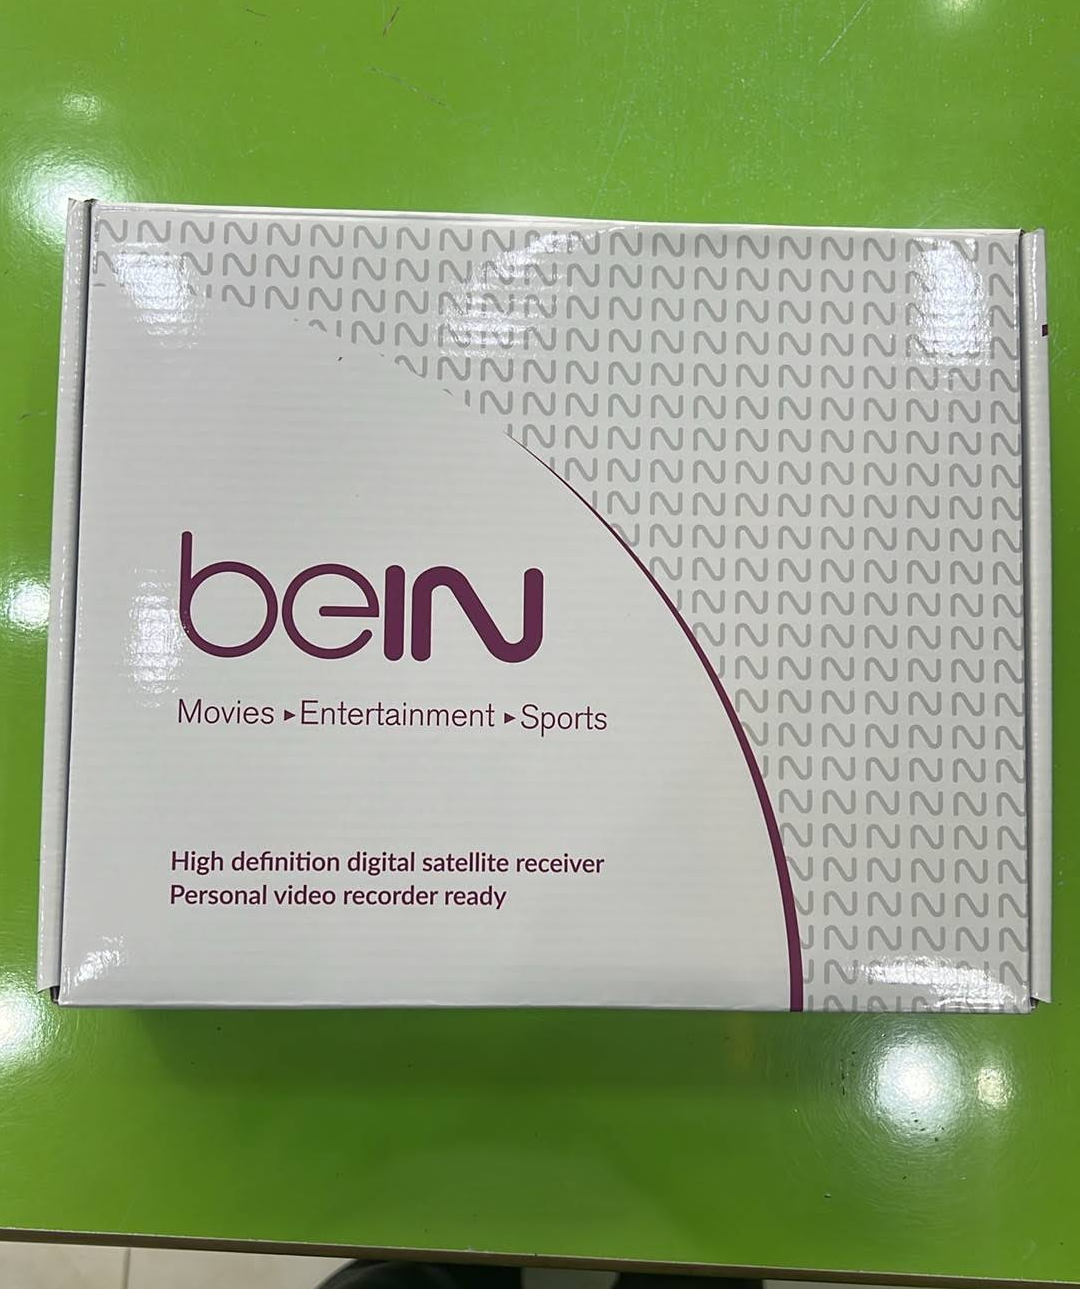 beIN
Movies ▸Entertainment ▸Sports
High definition digital satellite receiver
Personal video recorder ready